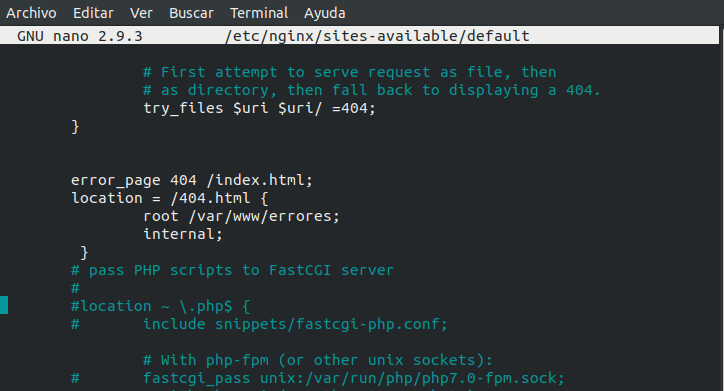 Archivo Editar Ver Buscar Terminal Ayuda
GNU nano 2.9.3 /etc/nginx/sites-available/default
# First attempt to serve request as file, then
# as directory, then fall back to displaying a 404.
try_files $uri $uri/ =404;
}
error_page 404 /index.html;
location = /404.html {
root /var/www/errores;
internal;
}
# pass PHP scripts to FastCGI server
#
#location ~ \.php$ {
# include snippets/fastcgi-php.conf;
# With php-fpm (or other unix sockets):
# fastcgi_pass unix:/var/run/php/php7.0-fpm.sock;